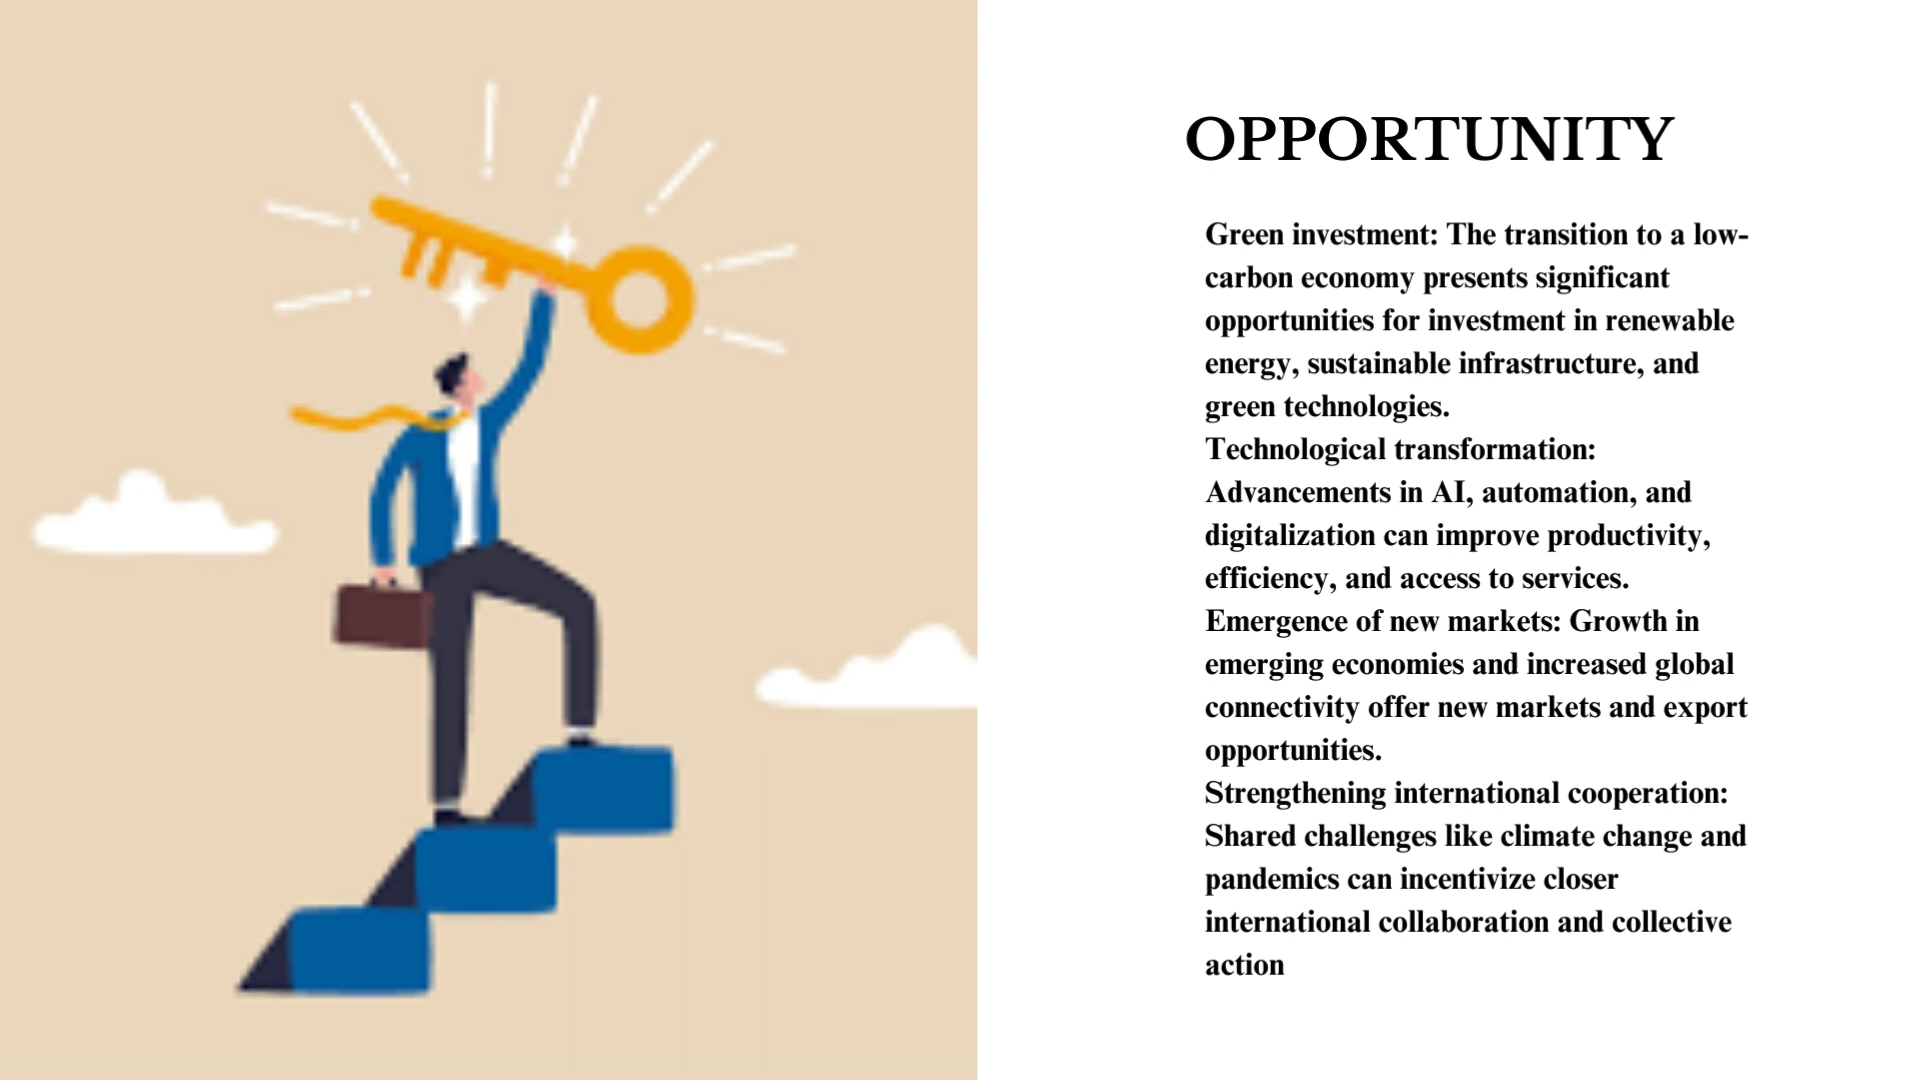 OPPORTUNITY
Green investment: The transition to a low-
carbon economy presents significant
opportunities for investment in renewable
energy, sustainable infrastructure, and
green technologies.
Technological transformation:
Advancements in AI, automation, and
digitalization can improve productivity,
efficiency, and access to services.
Emergence of new markets: Growth in
emerging economies and increased global
connectivity offer new markets and export
opportunities.
Strengthening international cooperation:
Shared challenges like climate change and
pandemics can incentivize closer
international collaboration and collective
action